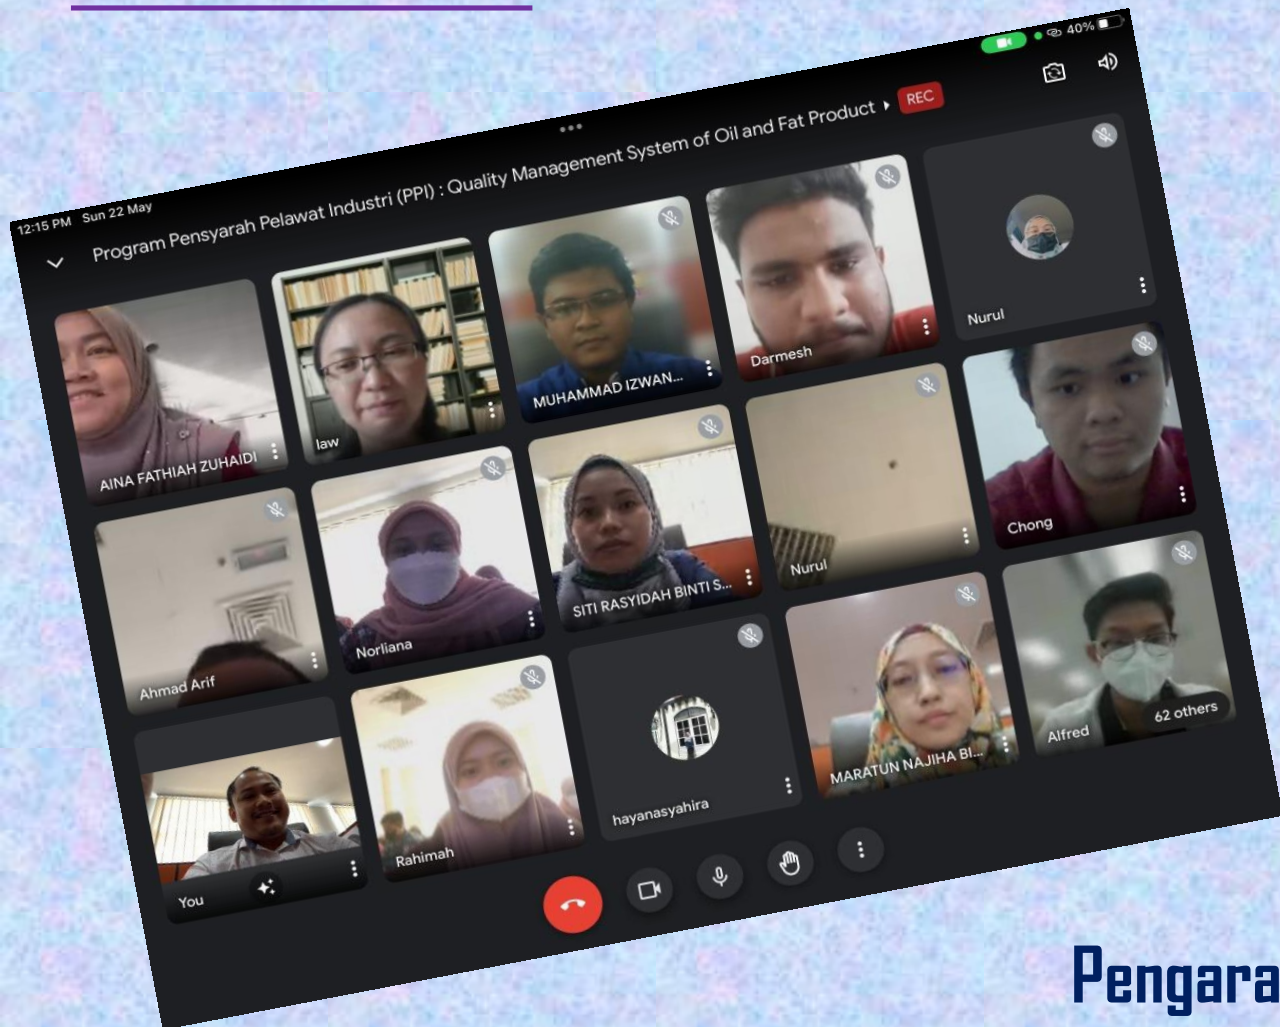 12:15 PM Sun 22 May
40%
Program Pensyarah Pelawat Industri (PPI) : Quality Management System of Oil and Fat Product
REC
AINA FATHIAH ZUHAIDI
law
MUHAMMAD IZWAN...
Darmesh
Nurul
Ahmad Arif
Norliana
SITI RASYIDAH BINTI S...
Nurul
Chong
You
Rahimah
hayanasyahira
MARATUN NAJIHA BI...
Alfred
62 others
Pengara